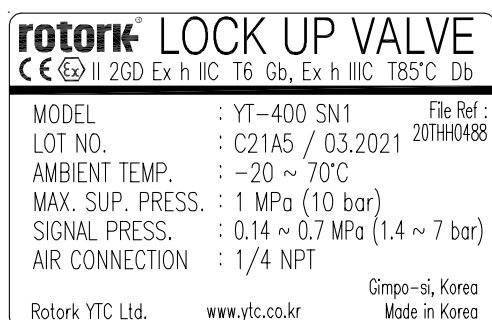 rotork® LOCK UP VALVE
CE Ex II 2GD Ex h IIC T6 Gb, Ex h IIIC T85°C Db
MODEL : YT-400 SN1 File Ref :
LOT NO. : C21A5 / 03.2021 20THH0488
AMBIENT TEMP. : -20 ~ 70°C
MAX. SUP. PRESS. : 1 MPa (10 bar)
SIGNAL PRESS. : 0.14 ~ 0.7 MPa (1.4 ~ 7 bar)
AIR CONNECTION : 1/4 NPT
Gimpo-si, Korea
Rotork YTC Ltd. www.ytc.co.kr Made in Korea